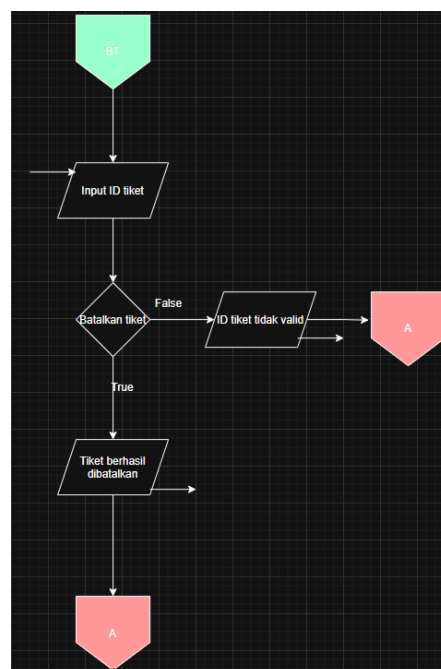 BT
Input ID tiket
Batalkan tiket
False
ID tiket tidak valid
A
True
Tiket berhasil
dibatalkan
A